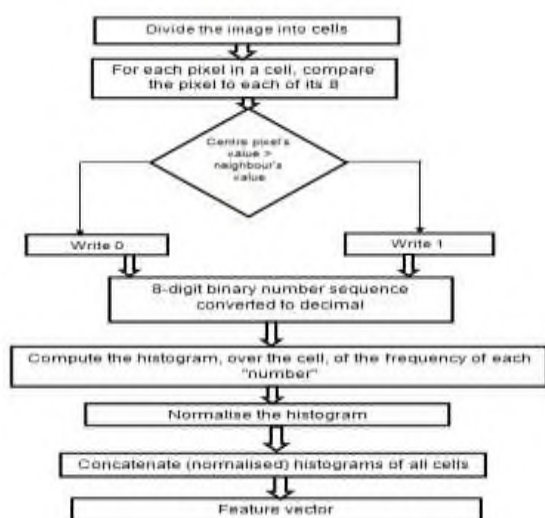 Divide the image into cells
For each pixel in a cell, compare
the pixel to each of its 8
Centre pixel's
value >
neighbour's
value
Write 0
Write 1
8-digit binary number sequence
converted to decimal
Compute the histogram, over the cell, of the frequency of each
"number"
Normalise the histogram
Concatenate (normalised) histograms of all cells
Feature vector